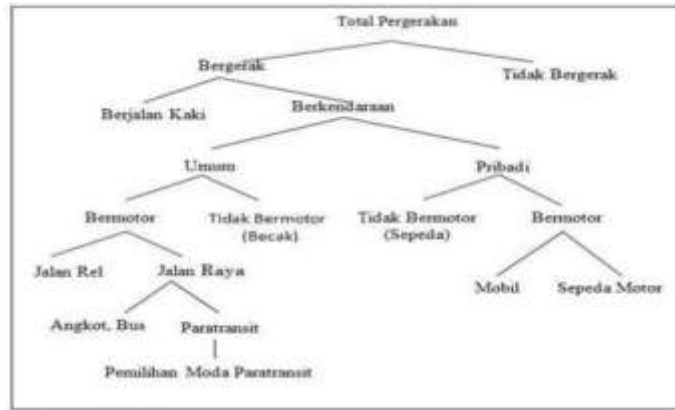 Total Pergerakan
Bergerak
Tidak Bergerak
Berjalan Kaki
Berkendaraan
Umum
Pribadi
Bermotor
Tidak Bermotor
(Becak)
Tidak Bermotor
(Sepeda)
Bermotor
Jalan Rel
Jalan Raya
Mobil
Sepeda Motor
Angkot, Bus
Paratransit
Pemilihan Moda Paratransit